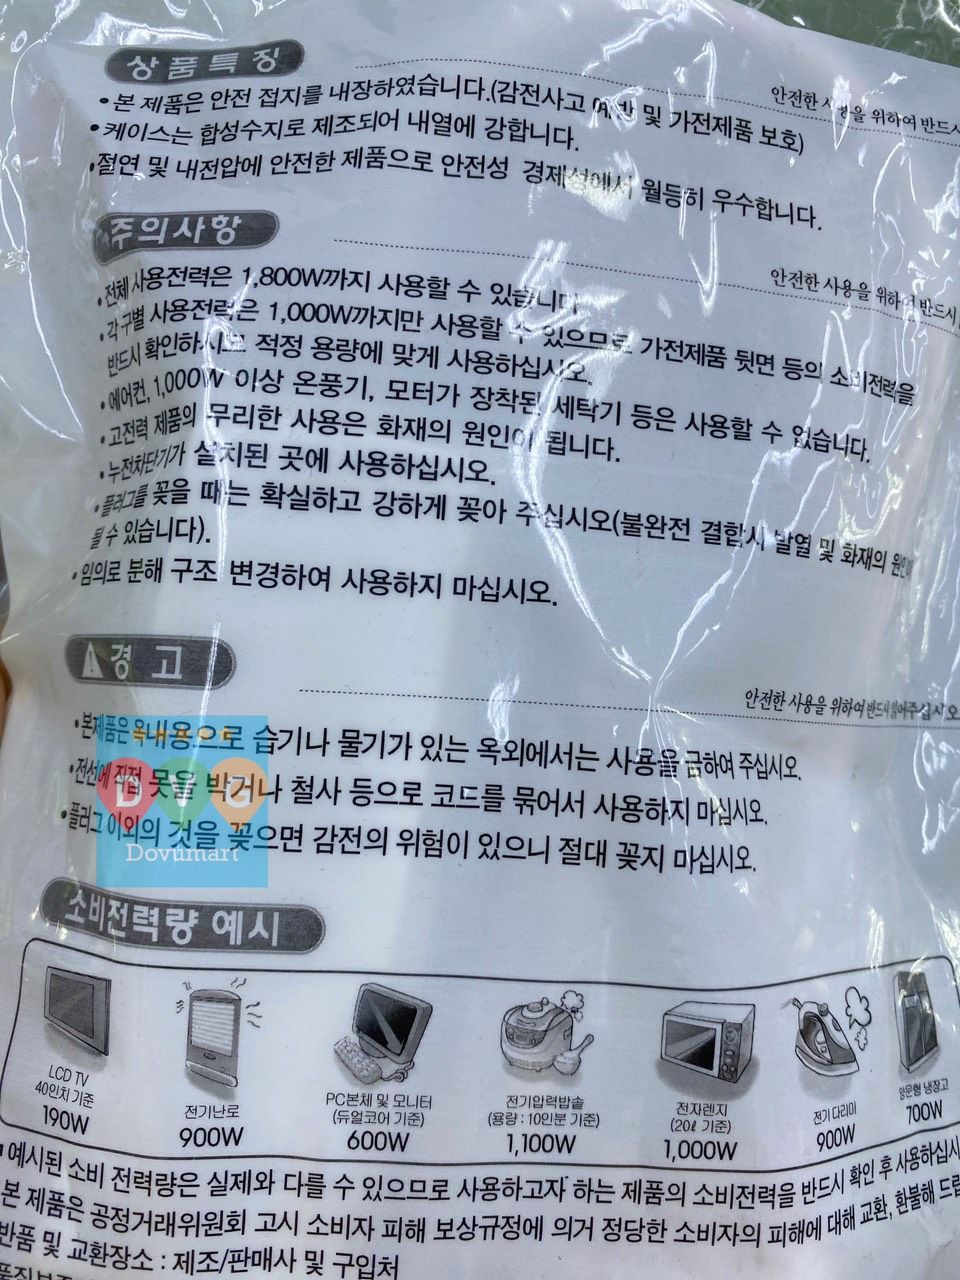 상품특징
안전한 사용을 위하여 반드시
• 본 제품은 안전 접지를 내장하였습니다.(감전사고 예방 및 가전제품 보호)
• 케이스는 합성수지로 제조되어 내열에 강합니다.
• 절연 및 내전압에 안전한 제품으로 안전성 경제성에서 월등히 우수합니다.
주의사항
안전한 사용을 위하여 반드시
• 전체 사용전력은 1,800W까지 사용할 수 있습니다.
• 각 구별 사용전력은 1,000W까지만 사용할 수 있으므로 가전제품 뒷면 등의 소비전력을
반드시 확인하시고 적정 용량에 맞게 사용하십시오.
• 에어컨, 1,000W 이상 온풍기, 모터가 장착된 세탁기 등은 사용할 수 없습니다.
• 고전력 제품의 무리한 사용은 화재의 원인이 됩니다.
• 누전차단기가 설치된 곳에 사용하십시오.
• 플러그를 꽂을 때는 확실하고 강하게 꽂아 주십시오(불완전 결합시 발열 및 화재의 원인이
될 수 있습니다).
• 임의로 분해 구조 변경하여 사용하지 마십시오.
경 고
안전한 사용을 위하여 반드시 읽어주십시오
• 본제품은 옥내용으로 습기나 물기가 있는 옥외에서는 사용을 금하여 주십시오.
• 전선에 직접 못을 박거나 철사 등으로 코드를 묶어서 사용하지 마십시오.
• 플러그 이외의 것을 꽂으면 감전의 위험이 있으니 절대 꽂지 마십시오.
DVG
Dovumart
소비전력량 예시
LCD TV
40인치 기준
190W
전기난로
900W
PC본체 및 모니터
(듀얼코어 기준)
600W
전기압력밥솥
(용량 : 10인분 기준)
1,100W
전자렌지
(20ℓ 기준)
1,000W
전기 다리미
900W
양문형 냉장고
700W
예시된 소비 전력량은 실제와 다를 수 있으므로 사용하고자 하는 제품의 소비전력을 반드시 확인 후 사용하십시
본 제품은 공정거래위원회 고시 소비자 피해 보상규정에 의거 정당한 소비자의 피해에 대해 교환, 환불해 드립
반품 및 교환장소 : 제조/판매사 및 구입처